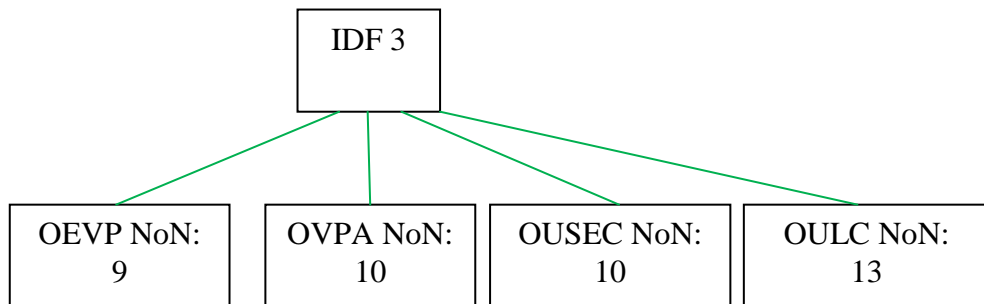 IDF 3
OEVP NoN:
9
OVPA NoN:
10
OUSEC NoN:
10
OULC NoN:
13